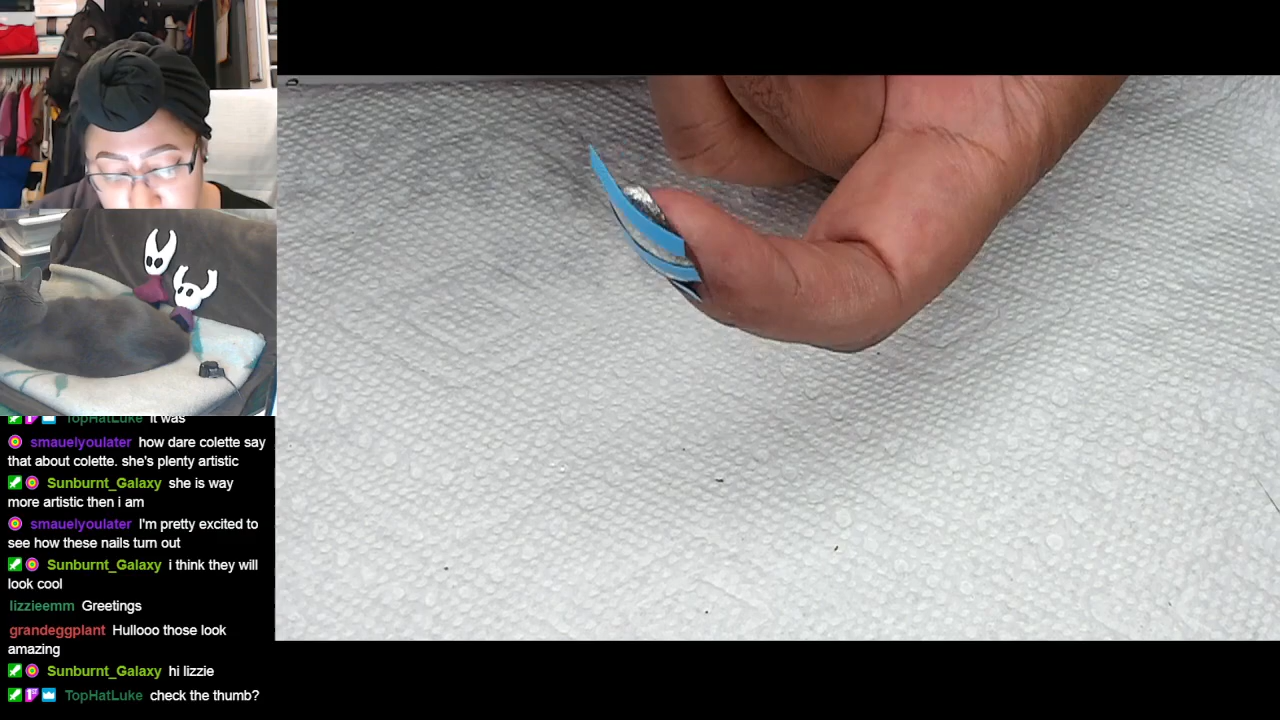 TopHatLuke it was
smauelyoulater how dare colette say
that about colette. she's plenty artistic
Sunburnt_Galaxy she is way
more artistic then i am
smauelyoulater I'm pretty excited to
see how these nails turn out
Sunburnt_Galaxy i think they will
look cool
lizzieemm Greetings
grandeggplant Hullooo those look
amazing
Sunburnt_Galaxy hi lizzie
TopHatLuke check the thumb?